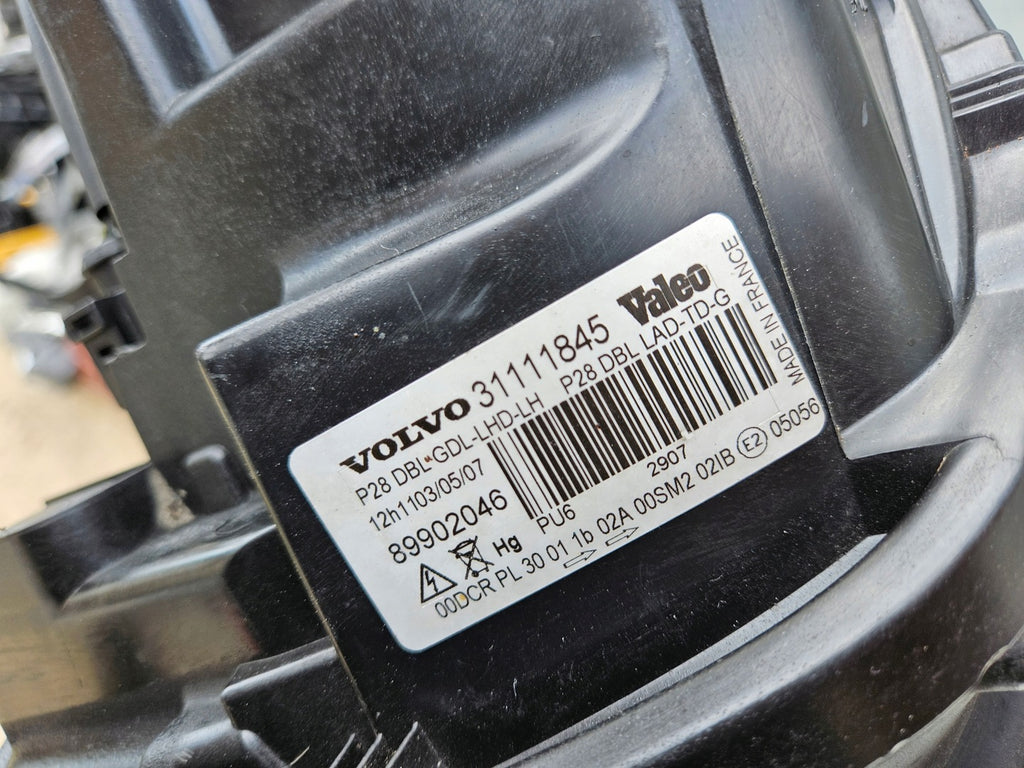 Valeo
VOLVO 31111845
P28 DBL GDL-LHD-LH P28 DBL LAD-TD-G
12h1103/05/07
89902046
PU6 2907
Hg
00DCR PL 30 01 1b 02A 00SM2 02IB E2 05056
MADE IN FRANCE